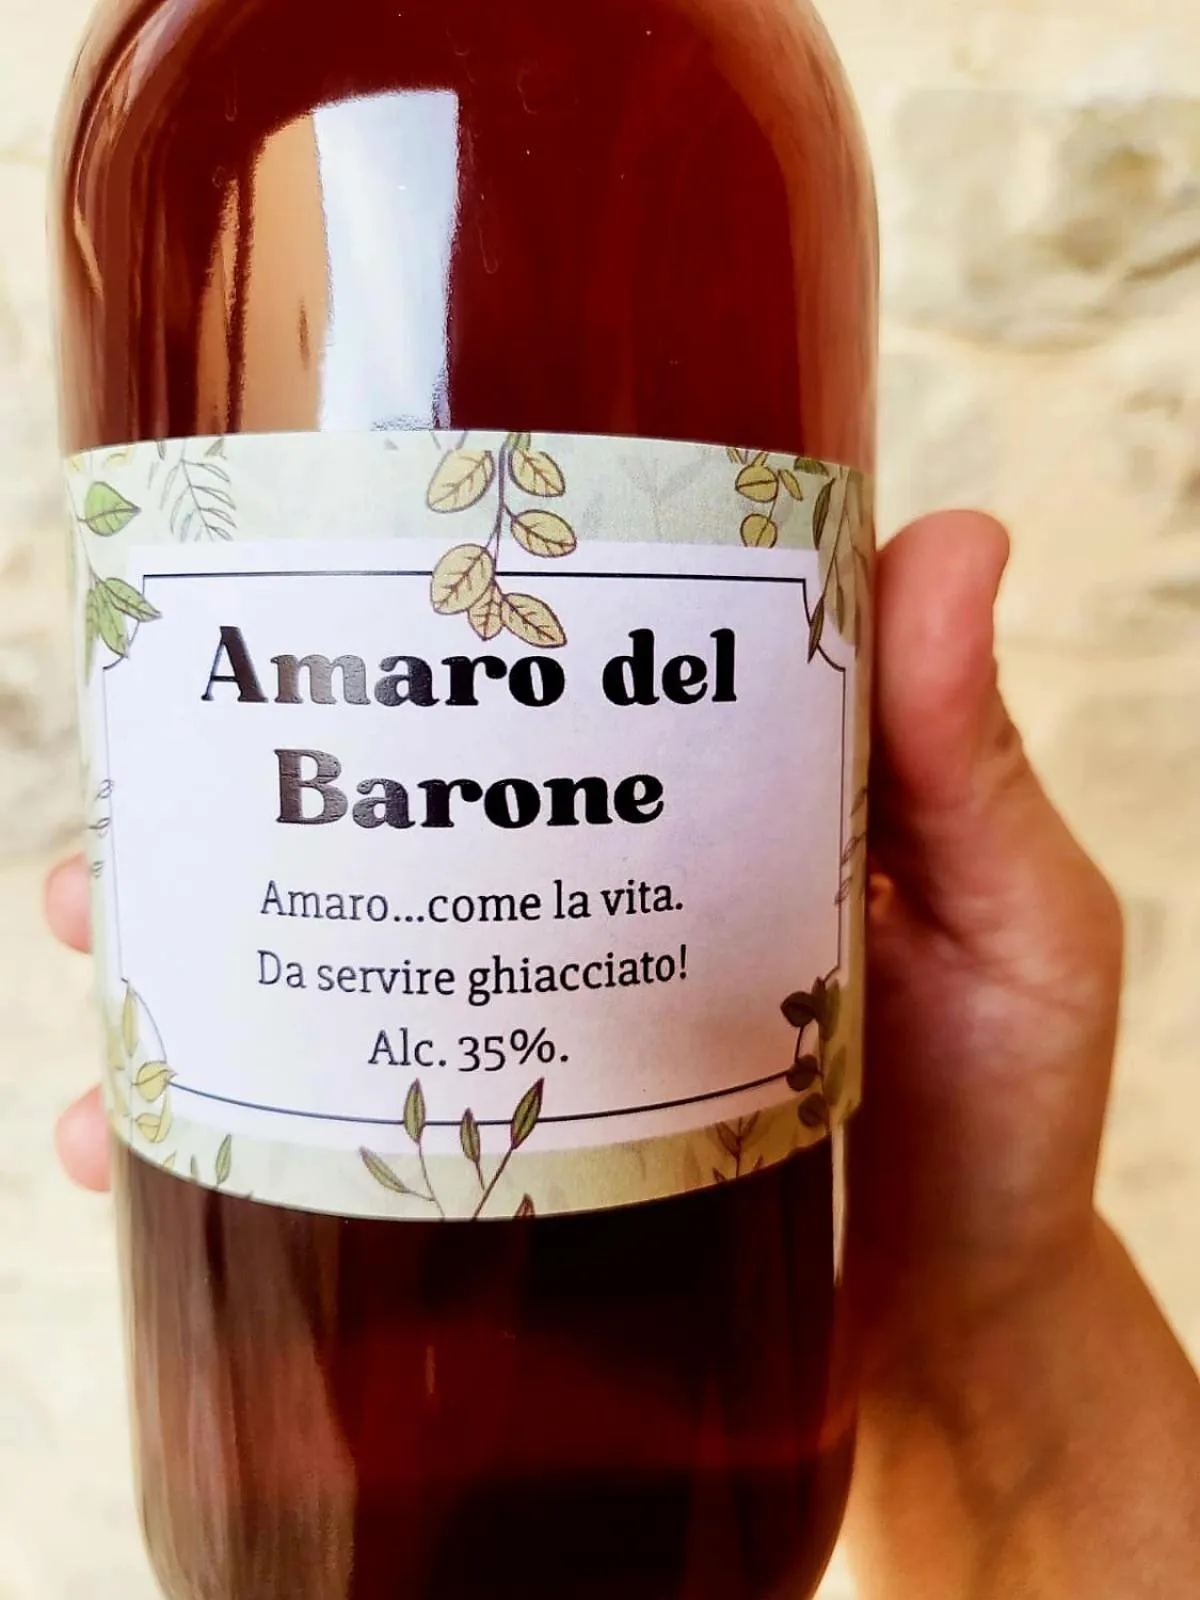 Amaro del
Barone
Amaro...come la vita.
Da servire ghiacciato!
Alc. 35%.